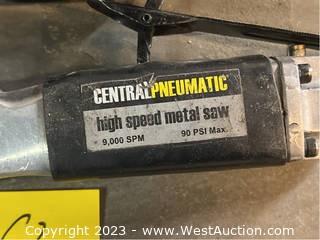 CENTRALPNEUMATIC
high speed metal saw
9,000 SPM 90 PSI Max.
Copyright 2023 - www.WestAuction.com